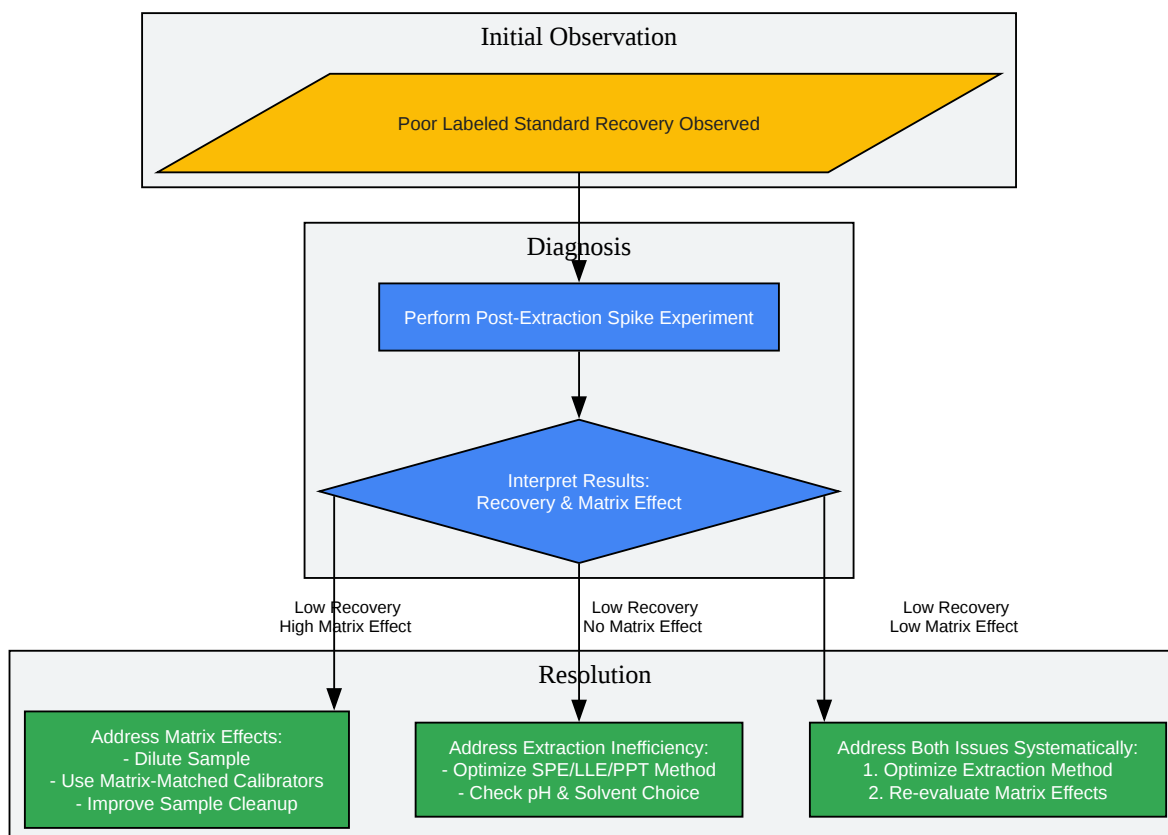 Initial Observation
Poor Labeled Standard Recovery Observed
Diagnosis
Perform Post-Extraction Spike Experiment
Interpret Results:
Recovery & Matrix Effect
Low Recovery
High Matrix Effect
Low Recovery
No Matrix Effect
Low Recovery
Low Matrix Effect
Resolution
Address Matrix Effects:
- Dilute Sample
- Use Matrix-Matched Calibrators
- Improve Sample Cleanup
Address Extraction Inefficiency:
- Optimize SPE/LLE/PPT Method
- Check pH & Solvent Choice
Address Both Issues Systematically:
1. Optimize Extraction Method
2. Re-evaluate Matrix Effects